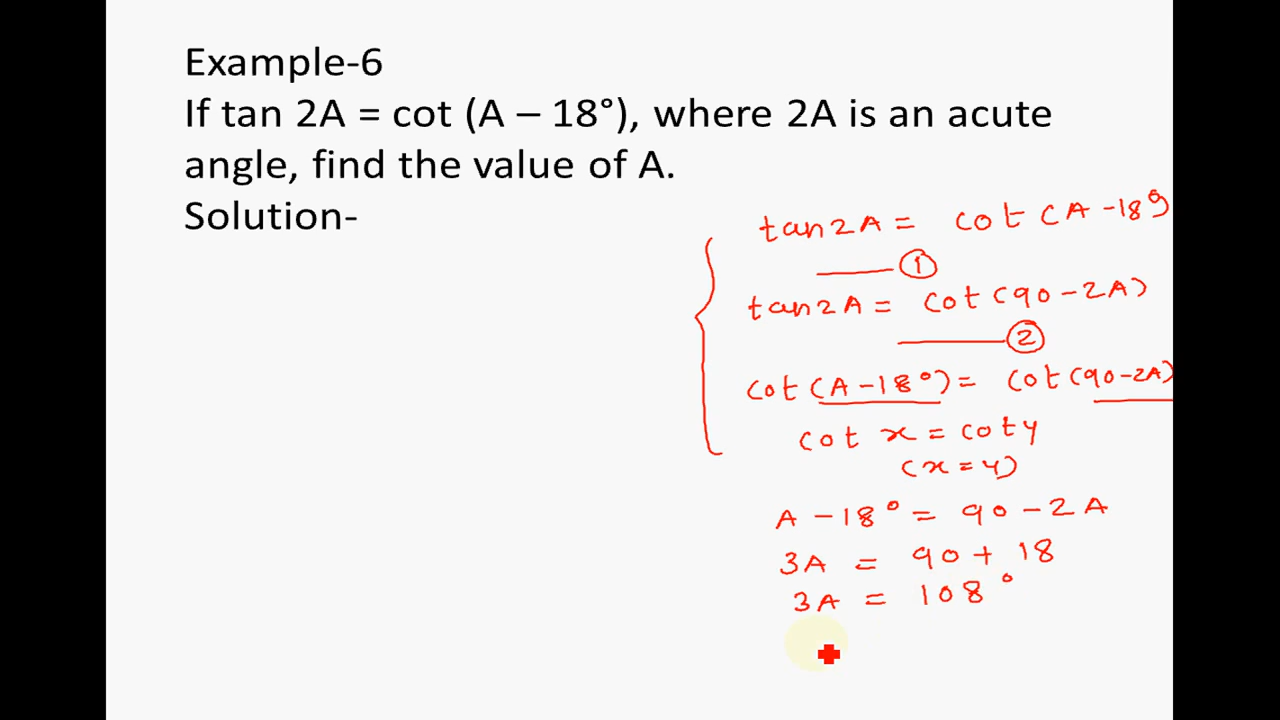 Example-6
If tan 2A = cot (A – 18°), where 2A is an acute
angle, find the value of A.
Solution-
tan2A = cot (A-18°)
①
tan2A = cot(90-2A)
②
cot (A-18°) = cot(90-2A)
cot x = coty
(x=y)
A - 18° = 90 - 2A
3A = 90 + 18
3A = 108°